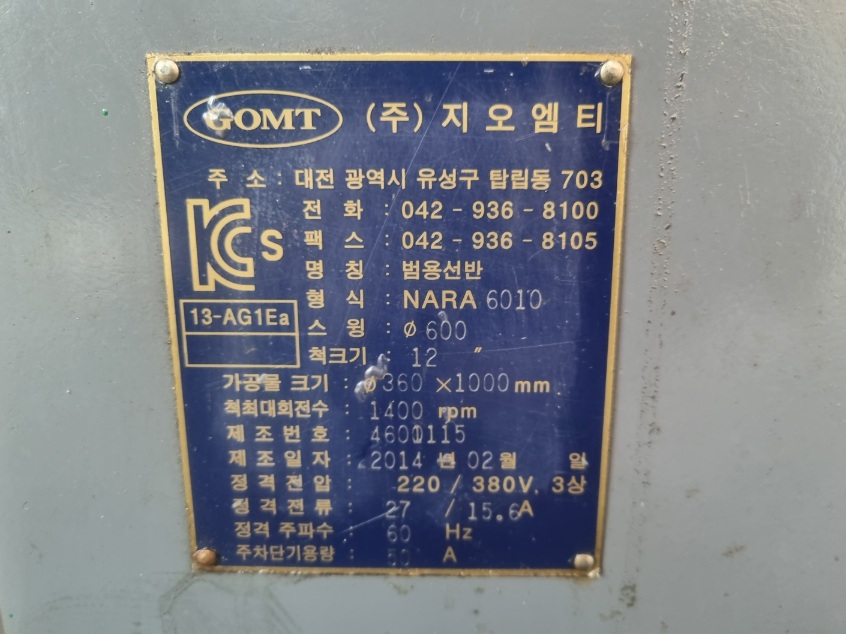 GOMT (주) 지오엠티
주 소 : 대전 광역시 유성구 탑립동 703
전 화 : 042 - 936 - 8100
팩 스 : 042 - 936 - 8105
명 칭 : 범용선반
형 식 : NARA 6010
스 윙 : ø 600
척크기 : 12 〃
가공물 크기 : ø 360 × 1000 mm
척최대회전수 : 1400 rpm
제 조 번 호 : 4601115
제 조 일 자 : 2014 년 02 월 일
정 격 전 압 : 220 / 380V, 3상
정 격 전 류 : 27 / 15.6A
정격 주파수 : 60 Hz
주차단기용량 : A
KCs
13-AG1Ea